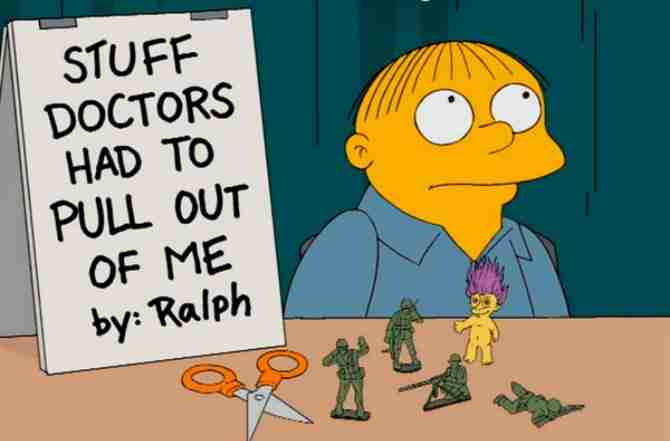 STUFF
DOCTORS
HAD TO
PULL OUT
OF ME
by: Ralph